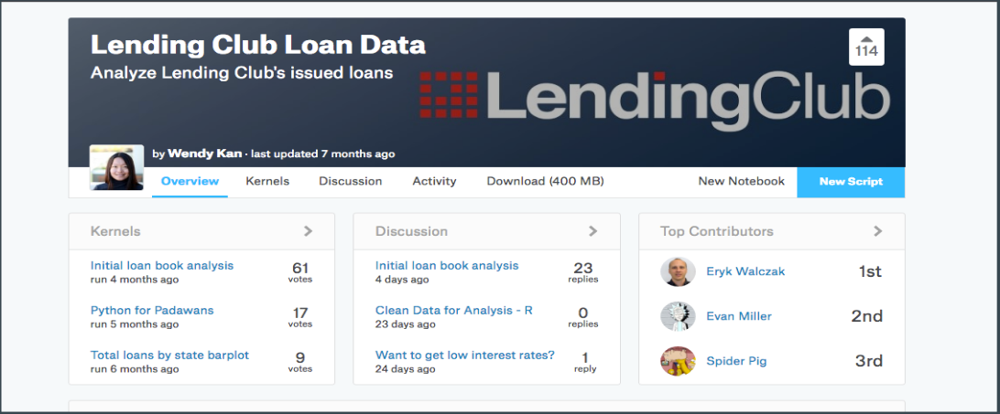 Lending Club Loan Data
114
Analyze Lending Club's issued loans
LendingClub
by Wendy Kan · last updated 7 months ago
Overview Kernels Discussion Activity Download (400 MB) New Notebook New Script
Kernels
Initial loan book analysis
run 4 months ago
61
votes
Python for Padawans
run 5 months ago
17
votes
Total loans by state barplot
run 6 months ago
9
votes
Discussion
Initial loan book analysis
4 days ago
23
replies
Clean Data for Analysis - R
23 days ago
0
replies
Want to get low interest rates?
24 days ago
1
reply
Top Contributors
Eryk Walczak 1st
Evan Miller 2nd
Spider Pig 3rd